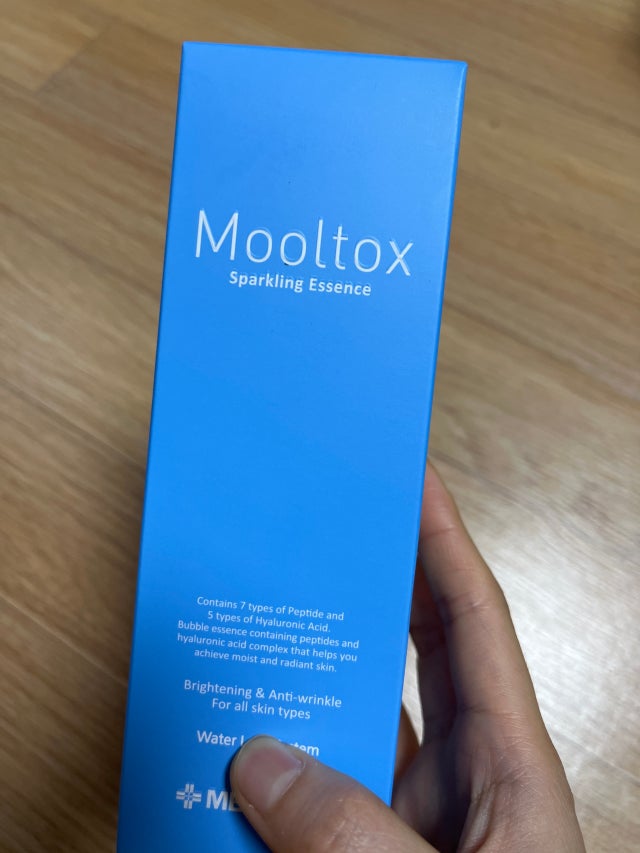 Mooltox
Sparkling Essence
Contains 7 types of Peptide and
5 types of Hyaluronic Acid.
Bubble essence containing peptides and
hyaluronic acid complex that helps you
achieve moist and radiant skin.
Brightening & Anti-wrinkle
For all skin types
Water